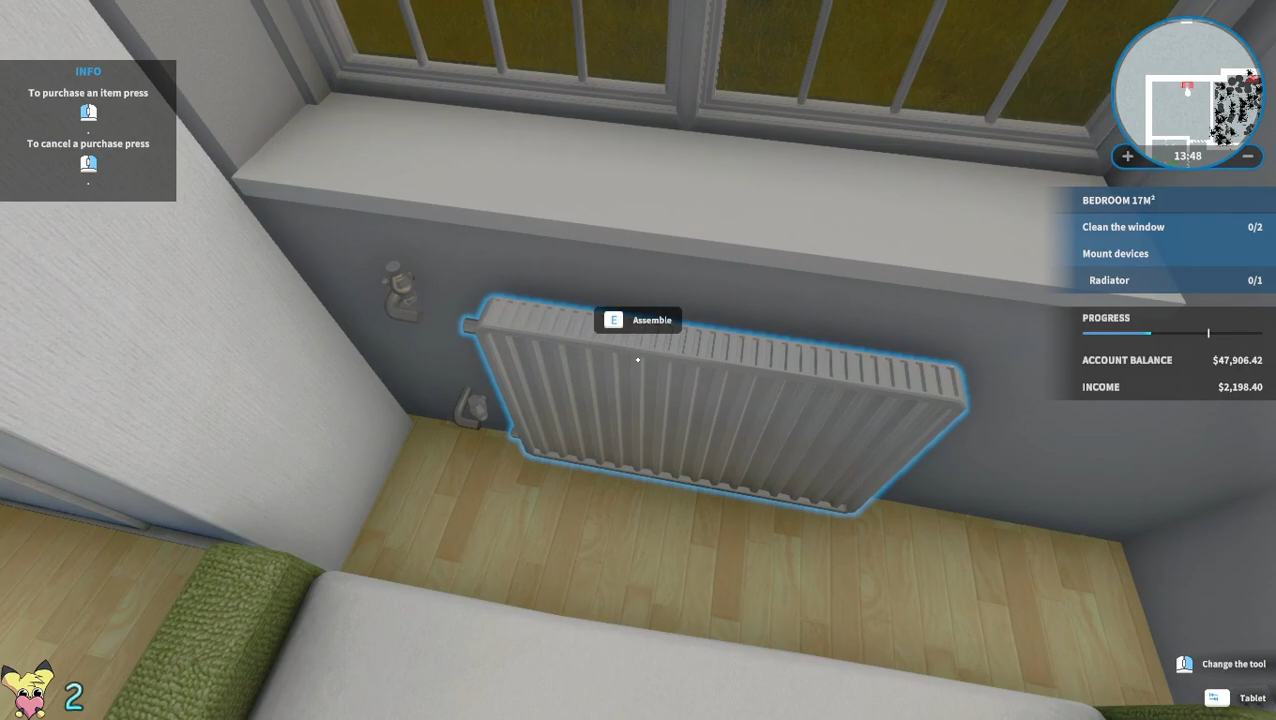 INFO
To purchase an item press
.
To cancel a purchase press
.
E Assemble
13:48
BEDROOM 17M²
Clean the window 0/2
Mount devices
Radiator 0/1
PROGRESS
ACCOUNT BALANCE $47,906.42
INCOME $2,198.40
Change the tool
Tablet
2